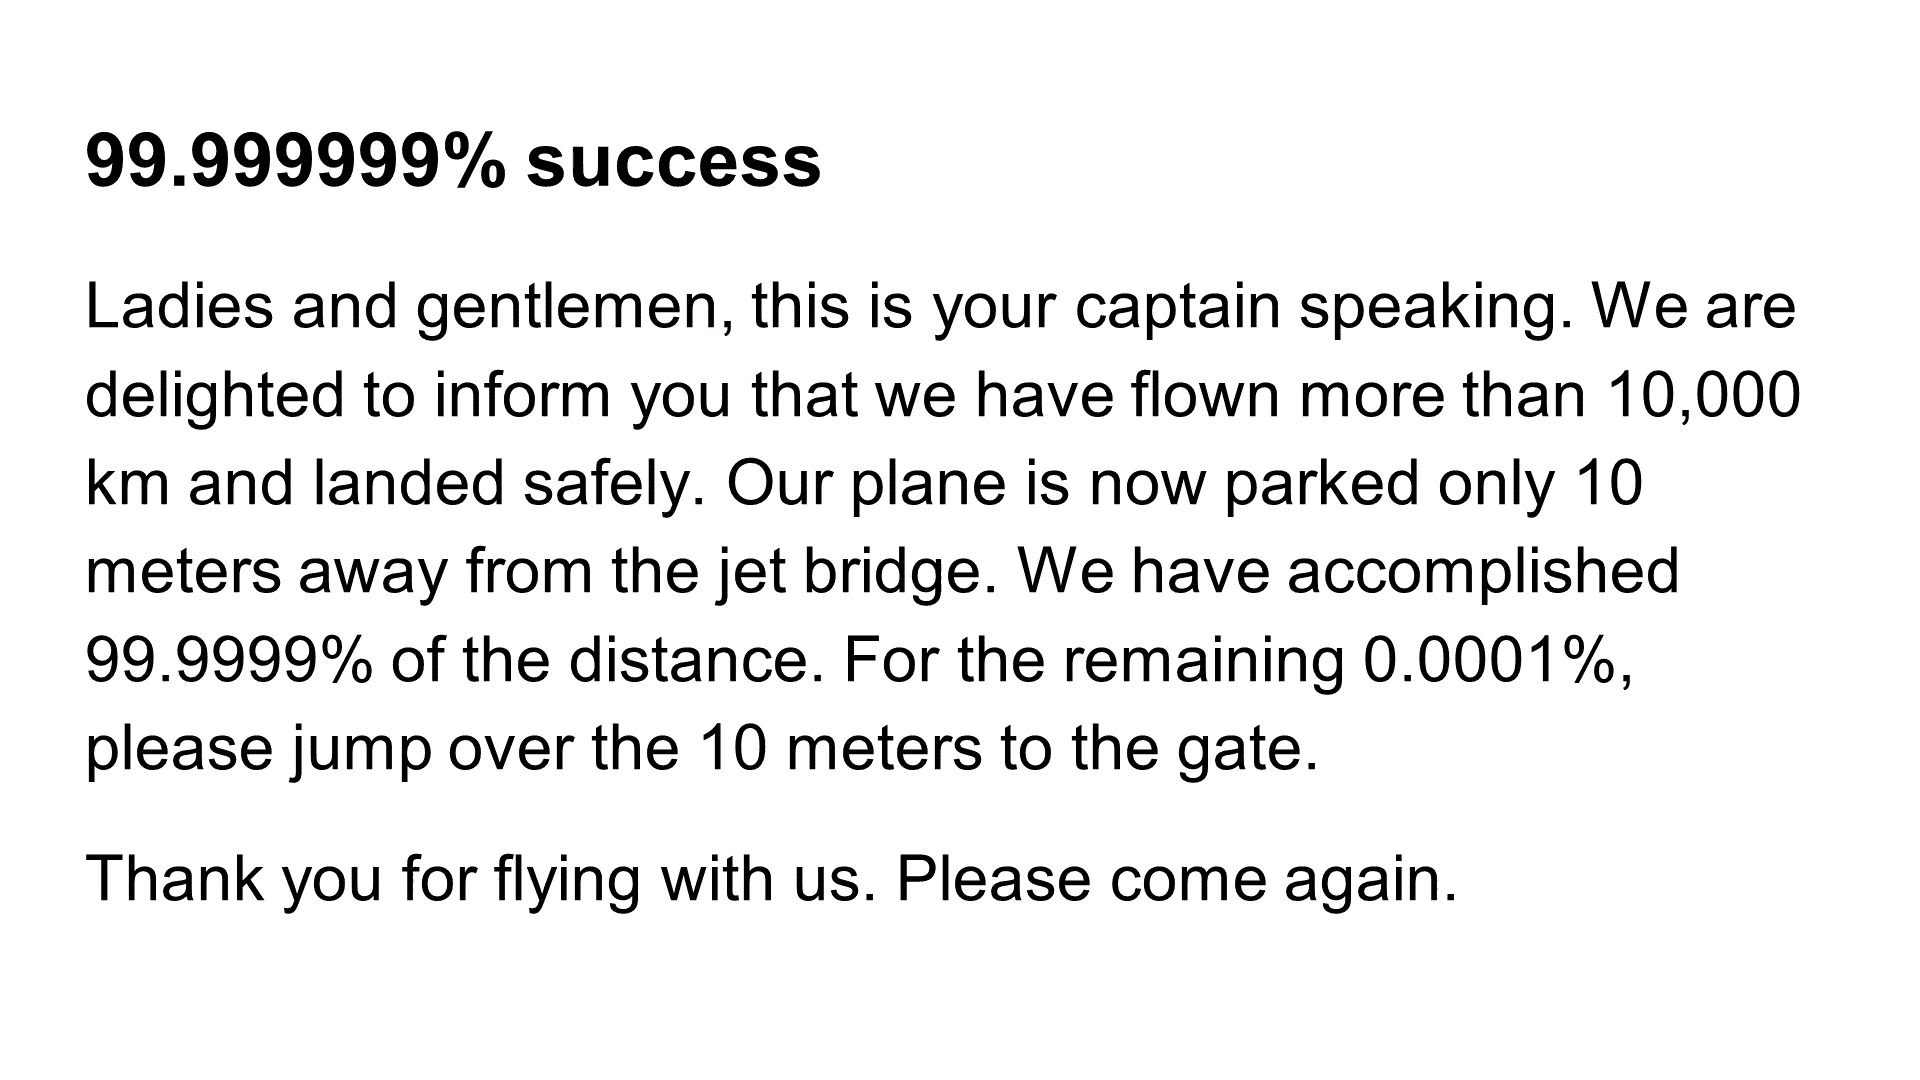 99.999999% success
Ladies and gentlemen, this is your captain speaking. We are
delighted to inform you that we have flown more than 10,000
km and landed safely. Our plane is now parked only 10
meters away from the jet bridge. We have accomplished
99.9999% of the distance. For the remaining 0.0001%,
please jump over the 10 meters to the gate.
Thank you for flying with us. Please come again.